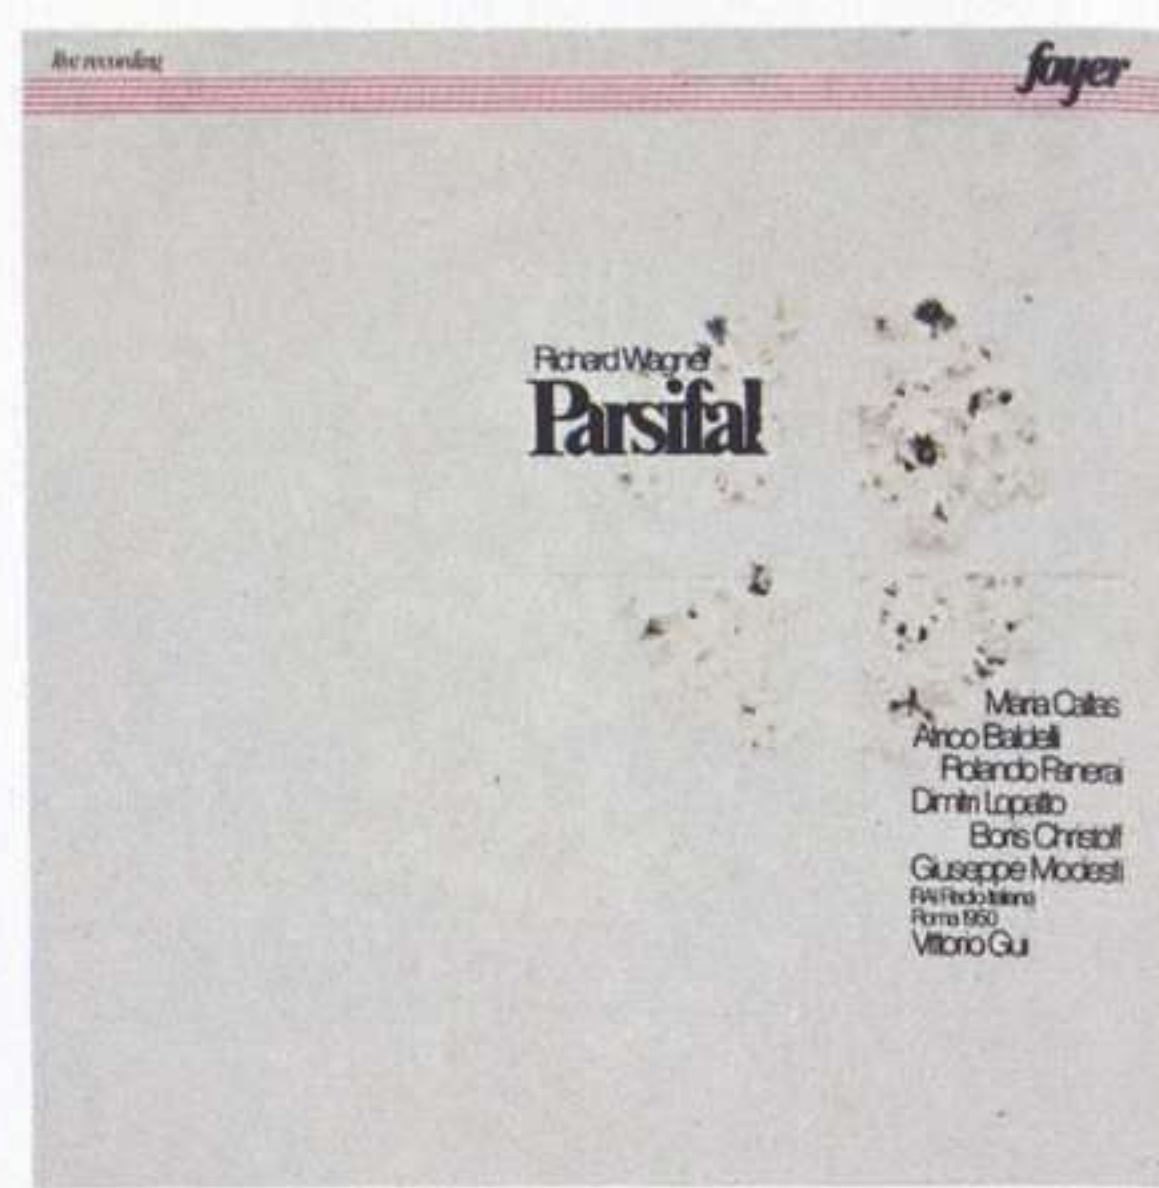 live recording
foyer
Richard Wagner
Parsifal
Maria Callas
Africo Baldelli
Rolando Panerai
Dimitri Lopatto
Boris Christoff
Giuseppe Modesti
RAI Radio Italiana
Roma 1950
Vittorio Gui